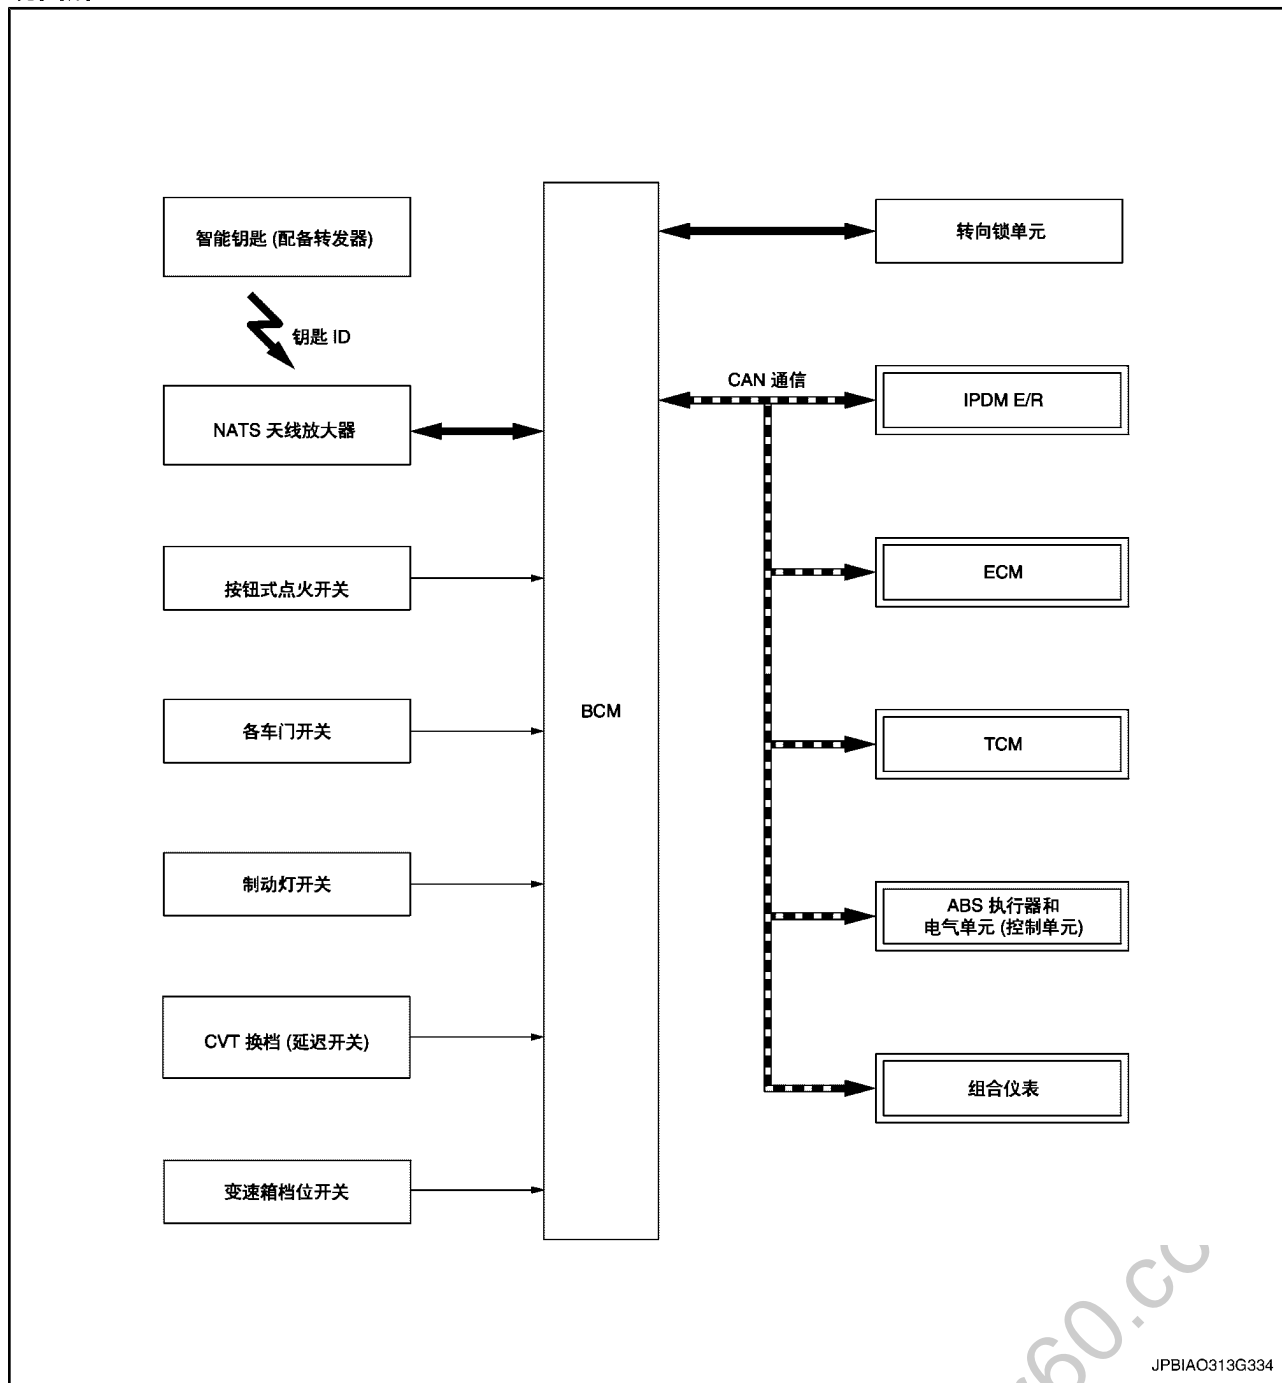 智能钥匙 (配备转发器)
钥匙 ID
NATS 天线放大器
按钮式点火开关
各车门开关
制动灯开关
CVT 换档 (延迟开关)
变速箱档位开关
BCM
转向锁单元
CAN 通信
IPDM E/R
ECM
TCM
ABS 执行器和
电气单元 (控制单元)
组合仪表
JPBIAO313G334